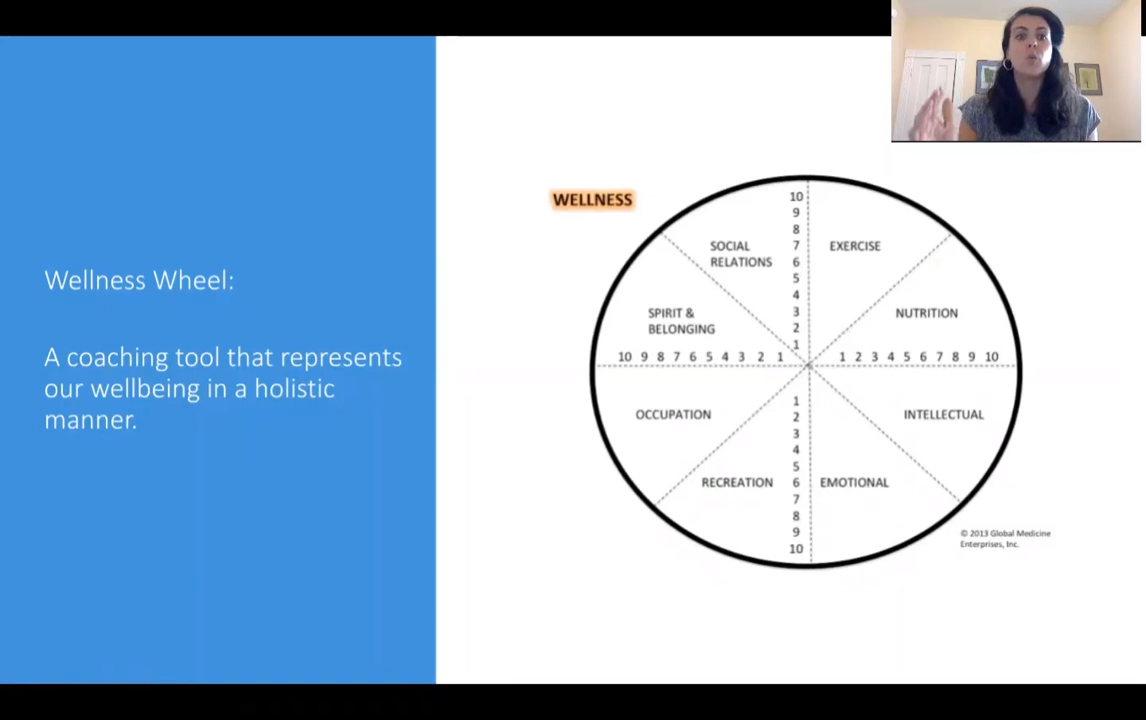 Wellness Wheel:
A coaching tool that represents
our wellbeing in a holistic
manner.
WELLNESS
10
9
8
7
6
5
4
3
2
1
SOCIAL
RELATIONS
EXERCISE
SPIRIT &
BELONGING
NUTRITION
10 9 8 7 6 5 4 3 2 1
1 2 3 4 5 6 7 8 9 10
OCCUPATION
INTELLECTUAL
RECREATION
EMOTIONAL
1
2
3
4
5
6
7
8
9
10
© 2013 Global Medicine
Enterprises, Inc.